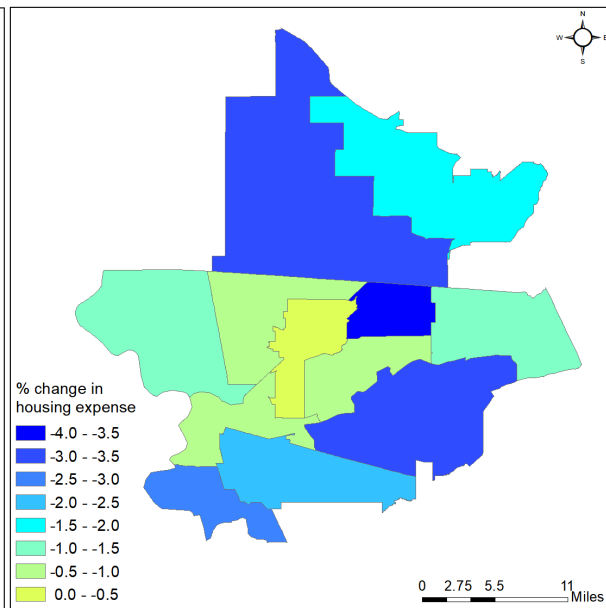 N
W E
S
% change in
housing expense
-4.0 - -3.5
-3.0 - -3.5
-2.5 - -3.0
-2.0 - -2.5
-1.5 - -2.0
-1.0 - -1.5
-0.5 - -1.0
0.0 - -0.5
0 2.75 5.5 11
Miles